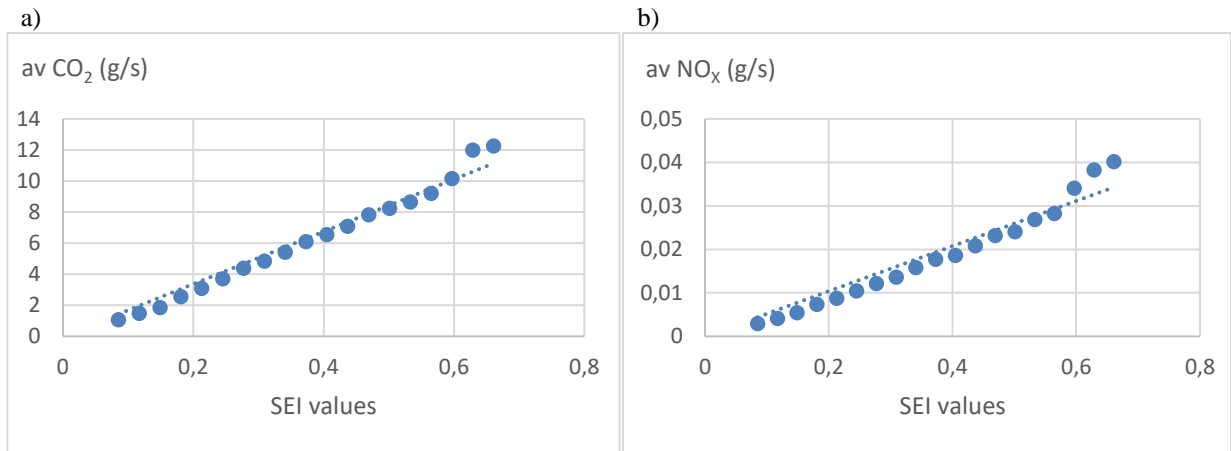 a)
av CO₂ (g/s)
14
12
10
8
6
4
2
0
0 0,2 0,4 0,6 0,8
SEI values
b)
av NOₓ (g/s)
0,05
0,04
0,03
0,02
0,01
0
0 0,2 0,4 0,6 0,8
SEI values